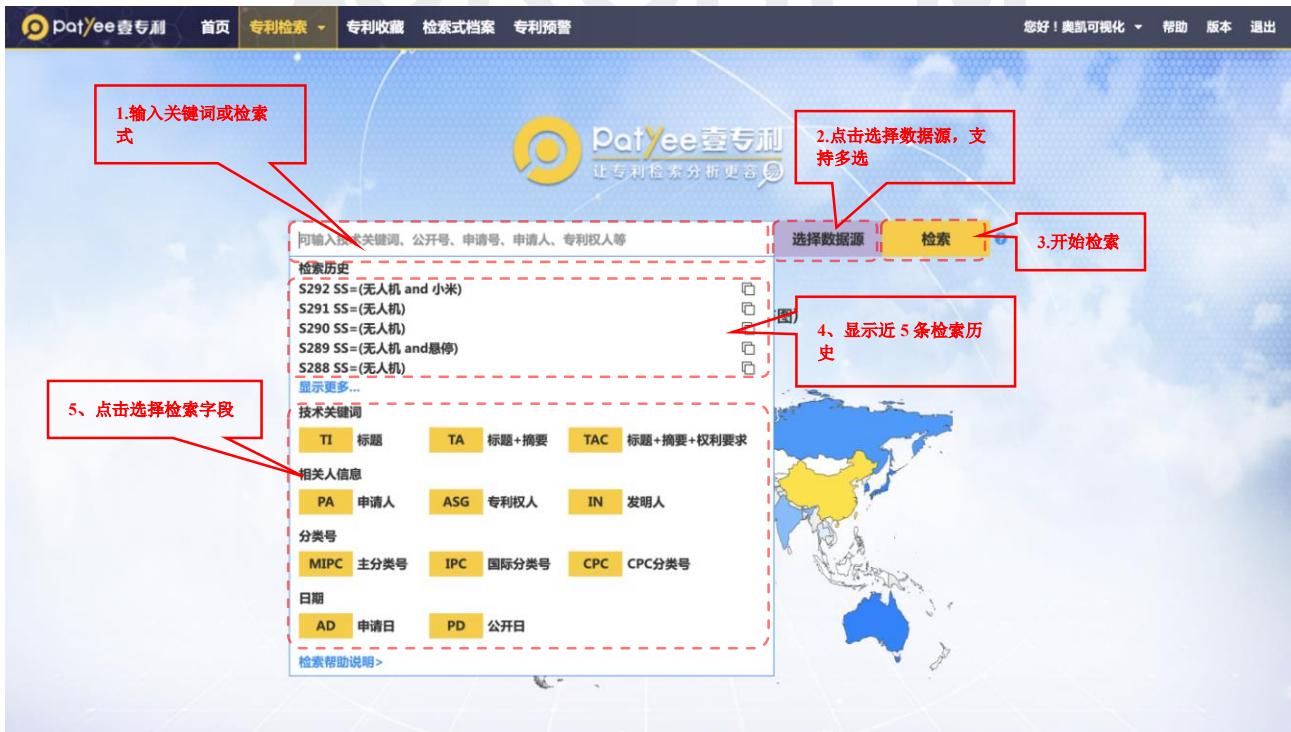 Patyee壹专利 首页 专利检索 专利收藏 检索式档案 专利预警 您好！奥凯可视化 帮助 版本 退出
1.输入关键词或检索
式
Patyee壹专利
让专利检索分析更容易
2.点击选择数据源，支
持多选
可输入技术关键词、公开号、申请号、申请人、专利权人等
选择数据源
检索
3.开始检索
检索历史
S292 SS=(无人机 and 小米)
S291 SS=(无人机)
S290 SS=(无人机)
S289 SS=(无人机 and悬停)
S288 SS=(无人机)
显示更多...
图)
4、显示近 5 条检索历
史
5、点击选择检索字段
技术关键词
TI 标题 TA 标题+摘要 TAC 标题+摘要+权利要求
相关人信息
PA 申请人 ASG 专利权人 IN 发明人
分类号
MIPC 主分类号 IPC 国际分类号 CPC CPC分类号
日期
AD 申请日 PD 公开日
检索帮助说明>